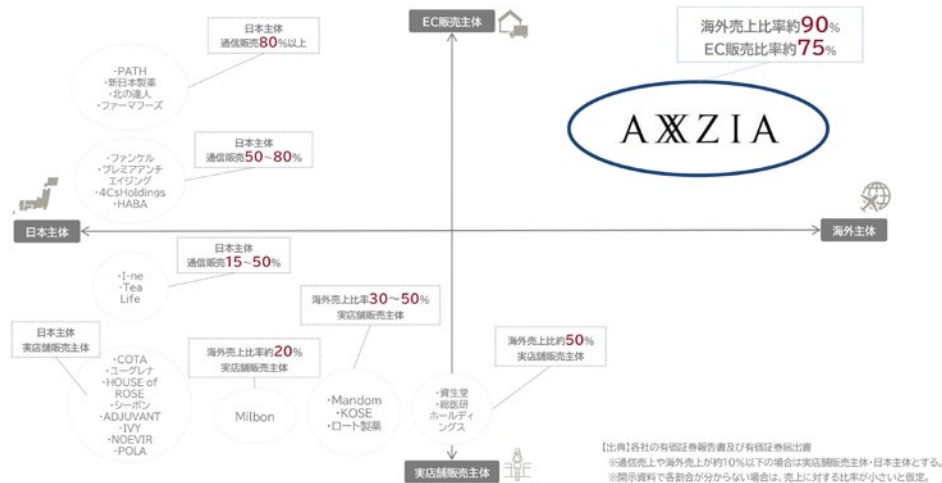 EC販売主体
海外売上比率約90%
EC販売比率約75%
AXXZIA
日本主体
通信販売80%以上
・PATH
・新日本製薬
・北の達人
・ファーマフーズ
日本主体
通信販売50~80%
・ファンケル
・プレミアアンチ
エイジング
・4CsHoldings
・HABA
日本主体
海外主体
日本主体
通信販売15~50%
・I-ne
・Tea
Life
日本主体
実店舗販売主体
・COTA
・ユーグレナ
・HOUSE of
ROSE
・シーボン
・ADJUVANT
・IVY
・NOEVIR
・POLA
海外売上比率約20%
実店舗販売主体
Milbon
海外売上比率30~50%
実店舗販売主体
・Mandom
・KOSE
・ロート製薬
海外売上比約50%
実店舗販売主体
・資生堂
・総医研
ホールディ
ングス
実店舗販売主体
【出典】各社の有価証券報告書及び有価証券届出書
※通信売上や海外売上が約10%以下の場合は実店舗販売主体・日本主体とする。
※開示資料で各割合が分からない場合は、売上に対する比率が小さいと仮定。